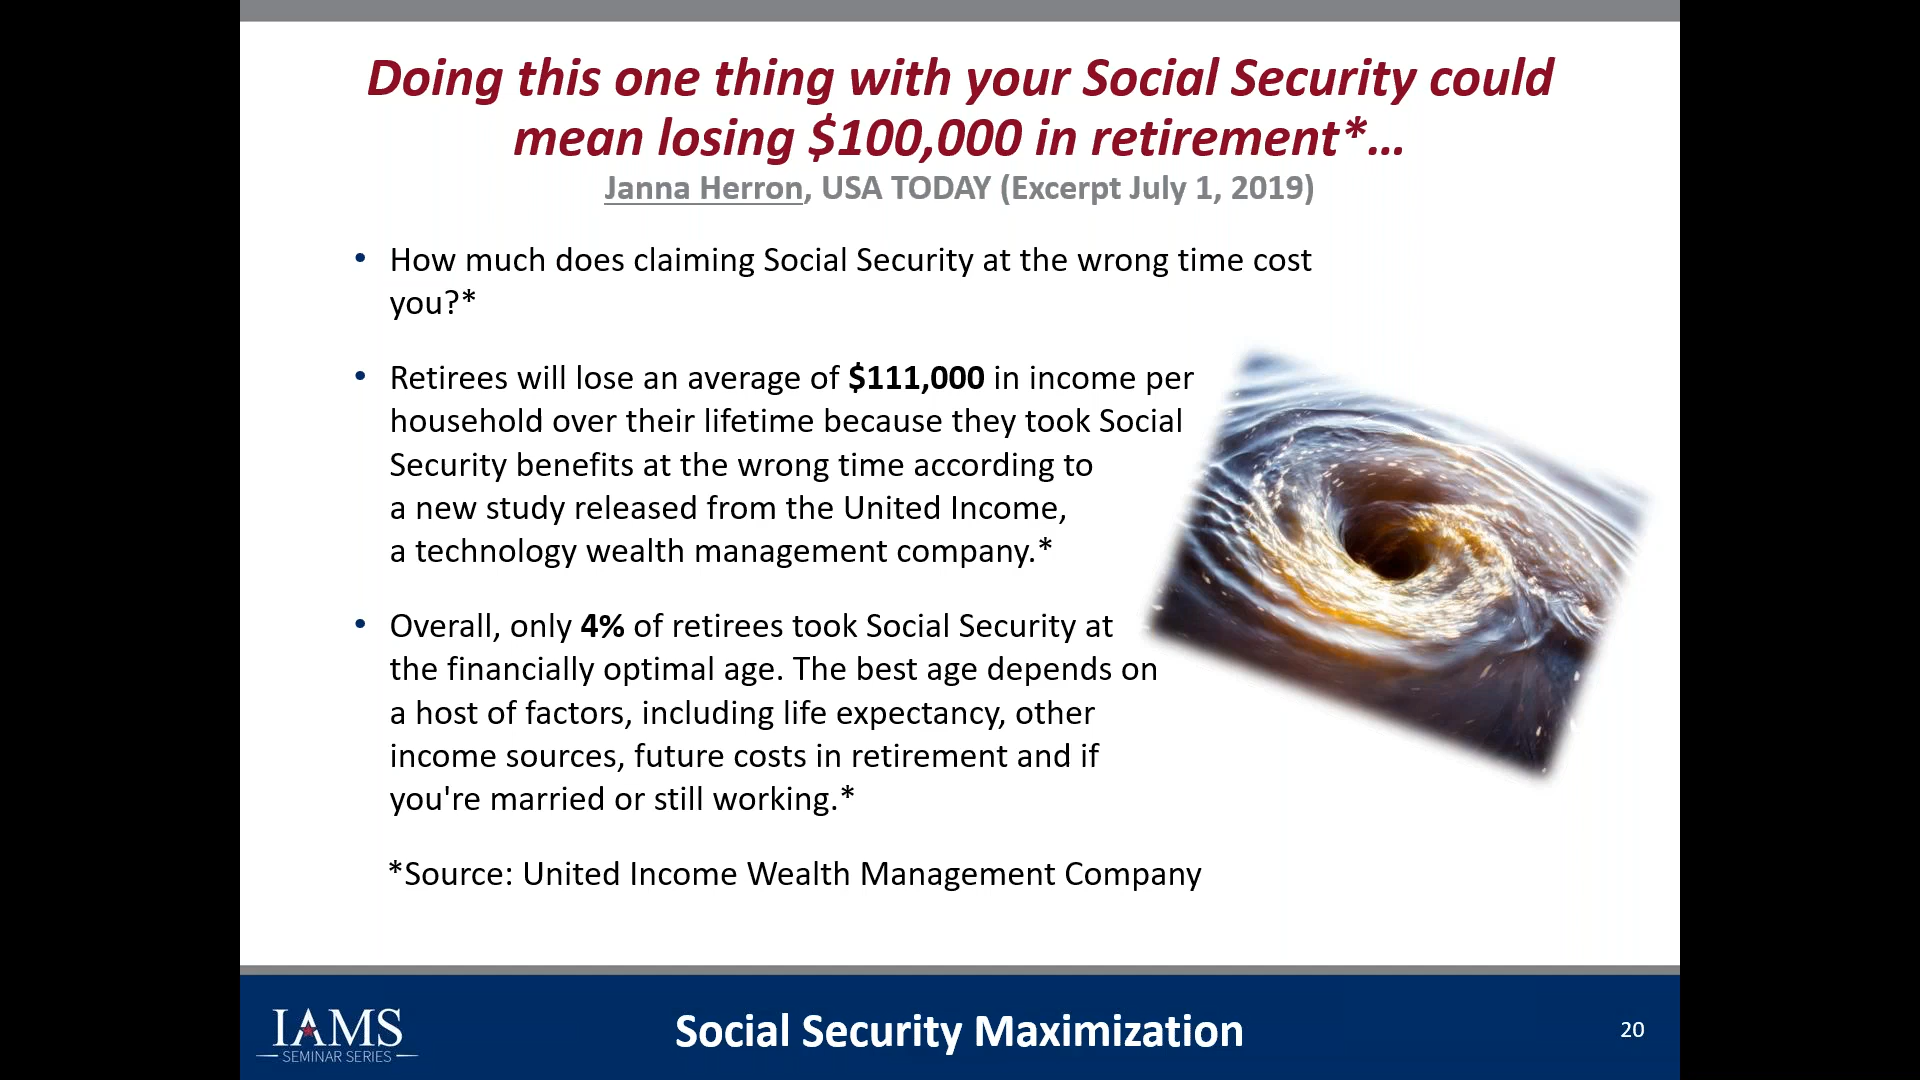 Doing this one thing with your Social Security could
mean losing $100,000 in retirement*…
Janna Herron, USA TODAY (Excerpt July 1, 2019)
• How much does claiming Social Security at the wrong time cost
you?*
• Retirees will lose an average of $111,000 in income per
household over their lifetime because they took Social
Security benefits at the wrong time according to
a new study released from the United Income,
a technology wealth management company.*
• Overall, only 4% of retirees took Social Security at
the financially optimal age. The best age depends on
a host of factors, including life expectancy, other
income sources, future costs in retirement and if
you're married or still working.*
*Source: United Income Wealth Management Company
IAMS
SEMINAR SERIES
Social Security Maximization
20